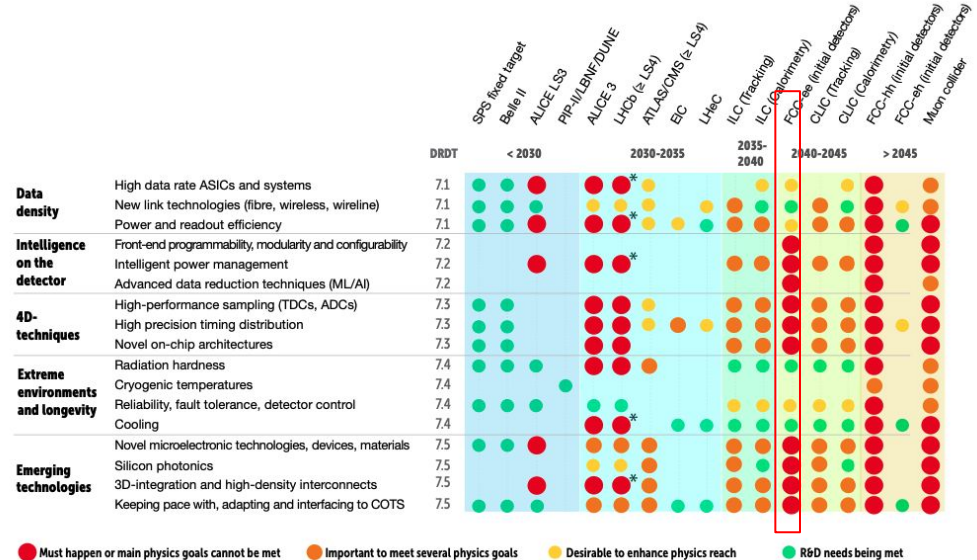 SPS fixed target
Belle II
ALICE LS3
PIP-II/LBNF/DUNE
ALICE 3
LHCb (≥ LS4)
ATLAS/CMS (≥ LS4)
EIC
LHeC
ILC (Tracking)
ILC (Calorimetry)
FCC-ee (initial detectors)
CLIC (Tracking)
CLIC (Calorimetry)
FCC-hh (initial detectors)
FCC-eh (initial detectors)
Muon collider
DRDT < 2030 2030-2035 2035-2040 2040-2045 > 2045
Data density
High data rate ASICs and systems 7.1 *
New link technologies (fibre, wireless, wireline) 7.1
Power and readout efficiency 7.1 *
Intelligence on the detector
Front-end programmability, modularity and configurability 7.2
Intelligent power management 7.2 *
Advanced data reduction techniques (ML/AI) 7.2
4D-techniques
High-performance sampling (TDCs, ADCs) 7.3
High precision timing distribution 7.3
Novel on-chip architectures 7.3
Extreme environments and longevity
Radiation hardness 7.4
Cryogenic temperatures 7.4
Reliability, fault tolerance, detector control 7.4
Cooling 7.4 *
Emerging technologies
Novel microelectronic technologies, devices, materials 7.5
Silicon photonics 7.5
3D-integration and high-density interconnects 7.5 *
Keeping pace with, adapting and interfacing to COTS 7.5
Must happen or main physics goals cannot be met
Important to meet several physics goals
Desirable to enhance physics reach
R&D needs being met